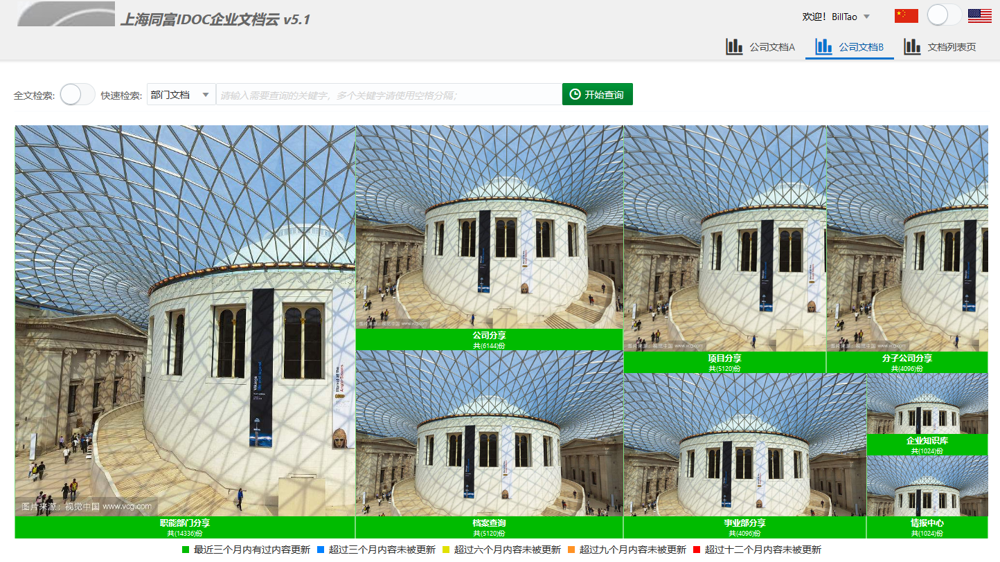 上海同富IDOC企业文档云 v5.1
欢迎！BillTao
公司文档A 公司文档B 文档列表页
全文检索: 快速检索: 部门文档 请输入需要查询的关键字，多个关键字请使用空格分隔； 开始查询
图片来源：视觉中国 www.vcg.com
职能部门分享
共(14336)份
图片来源：视觉中国 www.vcg.com
公司分享
共(6144)份
档案查询
共(5120)份
图片来源：视觉中国 www.vcg.com
项目分享
共(5120)份
图片来源：视觉中国 www.vcg.com
分子公司分享
共(4096)份
事业部分享
共(4096)份
企业知识库
共(1024)份
情报中心
共(1024)份
最近三个月内有过内容更新 超过三个月内容未被更新 超过六个月内容未被更新 超过九个月内容未被更新 超过十二个月内容未被更新